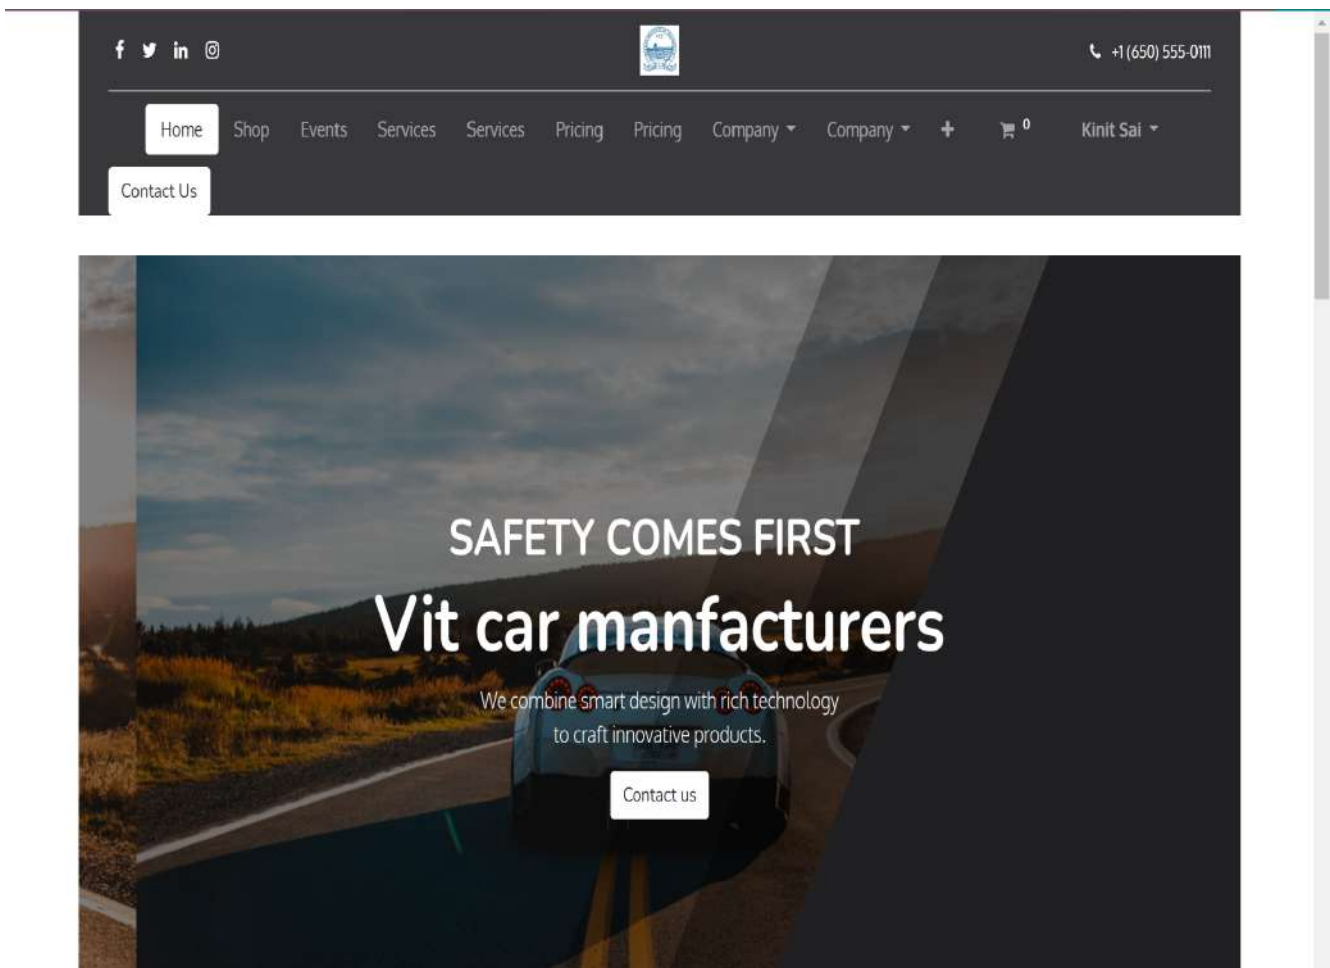 +1 (650) 555-0111
Home Shop Events Services Services Pricing Pricing Company Company + 0 Kinit Sai
Contact Us
SAFETY COMES FIRST
Vit car manfacturers
We combine smart design with rich technology
to craft innovative products.
Contact us